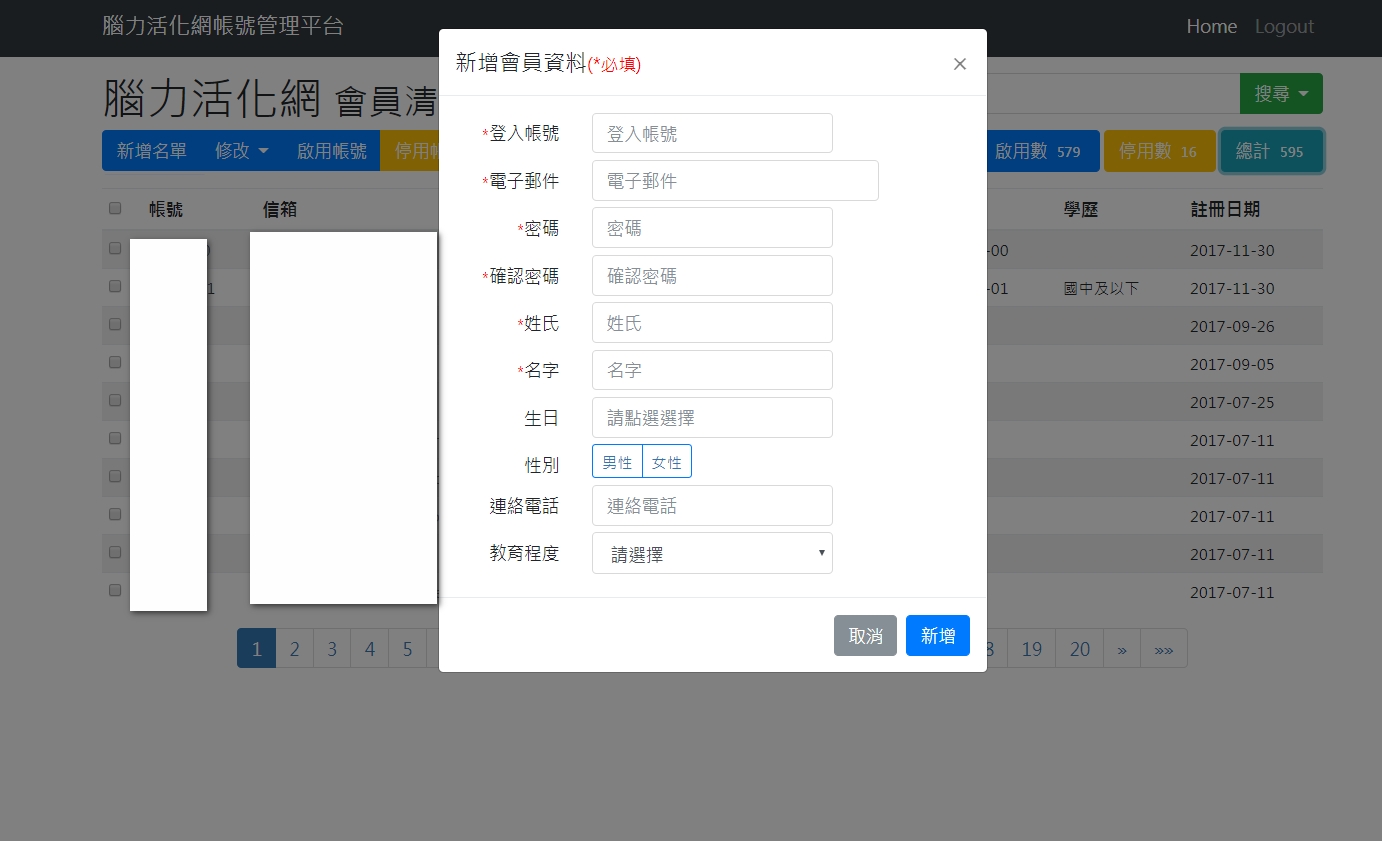 腦力活化網帳號管理平台
Home Logout
腦力活化網 會員清
搜尋
新增名單 修改 啟用帳號 停用帳
啟用數 579 停用數 16 總計 595
帳號 信箱 學歷 註冊日期
-00 2017-11-30
1 -01 國中及以下 2017-11-30
2017-09-26
2017-09-05
2017-07-25
2017-07-11
2017-07-11
2017-07-11
2017-07-11
2017-07-11
1 2 3 4 5 8 19 20 » »»
新增會員資料(*必填) ×
*登入帳號 登入帳號
*電子郵件 電子郵件
*密碼 密碼
*確認密碼 確認密碼
*姓氏 姓氏
*名字 名字
生日 請點選選擇
性別 男性 女性
連絡電話 連絡電話
教育程度 請選擇
取消 新增